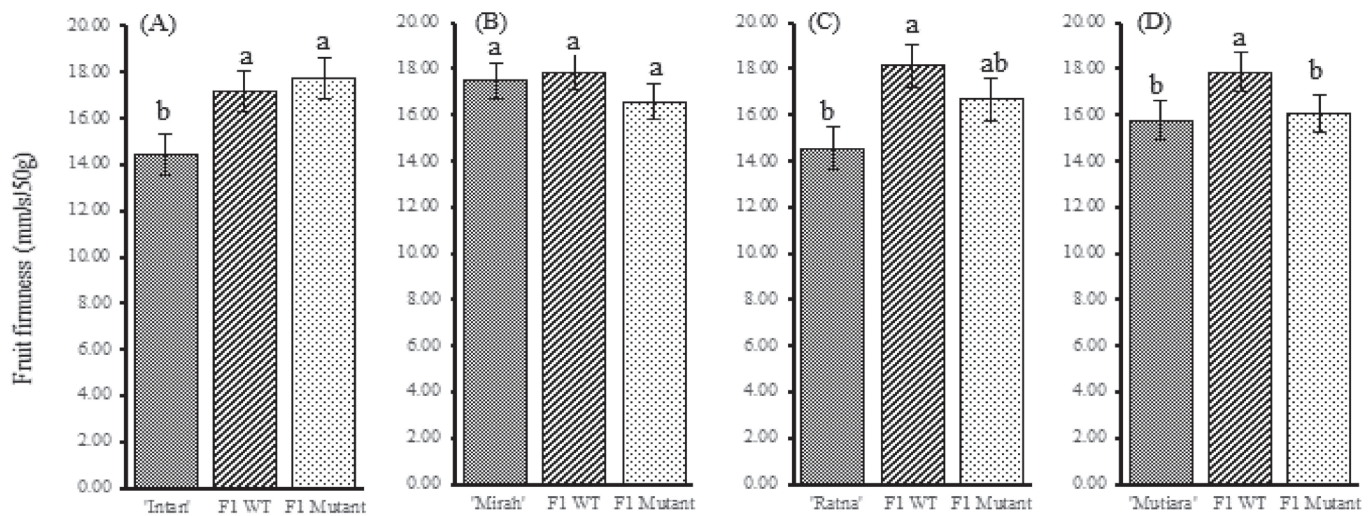 Fruit firmness (mm/s/50g)
(A)
20.00
18.00
16.00
14.00
12.00
10.00
8.00
6.00
4.00
2.00
0.00
b
a
a
'Intan'
F1 WT
F1 Mutant
(B)
20.00
18.00
16.00
14.00
12.00
10.00
8.00
6.00
4.00
2.00
0.00
a
a
a
'Mirah'
F1 WT
F1 Mutant
(C)
20.00
18.00
16.00
14.00
12.00
10.00
8.00
6.00
4.00
2.00
0.00
b
a
ab
'Ratna'
F1 WT
F1 Mutant
(D)
20.00
18.00
16.00
14.00
12.00
10.00
8.00
6.00
4.00
2.00
0.00
b
a
b
'Mutiara'
F1 WT
F1 Mutant